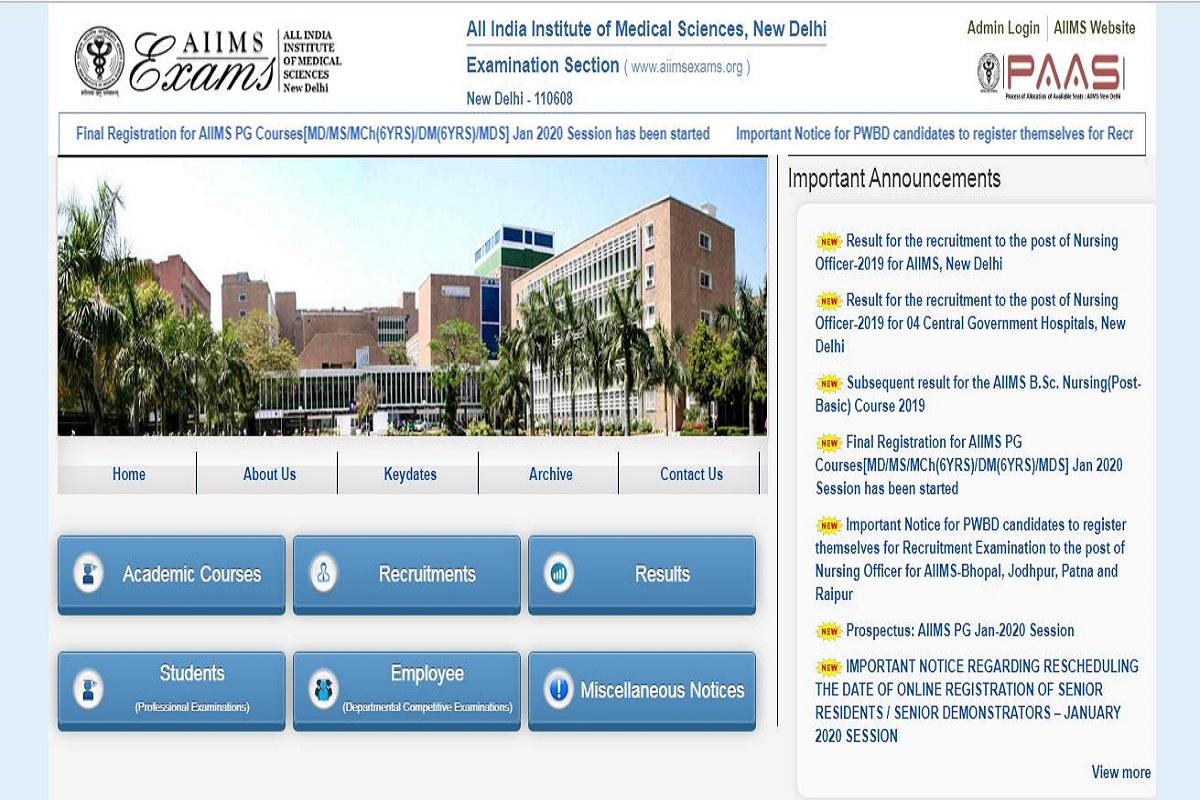 AIIMS
Exams
ALL INDIA
INSTITUTE
OF MEDICAL
SCIENCES
New Delhi
All India Institute of Medical Sciences, New Delhi
Examination Section ( www.aiimsexams.org )
New Delhi - 110608
Admin Login
AIIMS Website
PAAS
Process of Allocation of Available Seats : AIIMS New Delhi
Final Registration for AIIMS PG Courses[MD/MS/MCh(6YRS)/DM(6YRS)/MDS] Jan 2020 Session has been started
Important Notice for PWBD candidates to register themselves for Recr
Home
About Us
Keydates
Archive
Contact Us
Academic Courses
Recruitments
Results
Students
(Professional Examinations)
Employee
(Departmental Competitive Examinations)
Miscellaneous Notices
Important Announcements
NEW Result for the recruitment to the post of Nursing
Officer-2019 for AIIMS, New Delhi
NEW Result for the recruitment to the post of Nursing
Officer-2019 for 04 Central Government Hospitals, New
Delhi
NEW Subsequent result for the AIIMS B.Sc. Nursing(Post-
Basic) Course 2019
NEW Final Registration for AIIMS PG
Courses[MD/MS/MCh(6YRS)/DM(6YRS)/MDS] Jan 2020
Session has been started
NEW Important Notice for PWBD candidates to register
themselves for Recruitment Examination to the post of
Nursing Officer for AIIMS-Bhopal, Jodhpur, Patna and
Raipur
NEW Prospectus: AIIMS PG Jan-2020 Session
NEW IMPORTANT NOTICE REGARDING RESCHEDULING
THE DATE OF ONLINE REGISTRATION OF SENIOR
RESIDENTS / SENIOR DEMONSTRATORS – JANUARY
2020 SESSION
View more